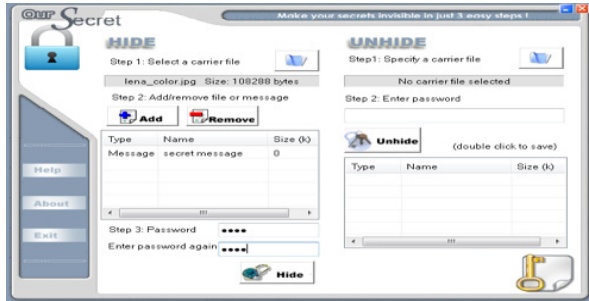 Our Secret
Make your secrets invisible in just 3 easy steps !
HIDE
Step 1: Select a carrier file
lena_color.jpg Size: 108288 bytes
Step 2: Add/remove file or message
Add
Remove
Type Name Size (k)
Message secret message 0
Step 3: Password ••••
Enter password again ••••
Hide
UNHIDE
Step1: Specify a carrier file
No carrier file selected
Step 2: Enter password
Unhide
(double click to save)
Type Name Size (k)
Help
About
Exit